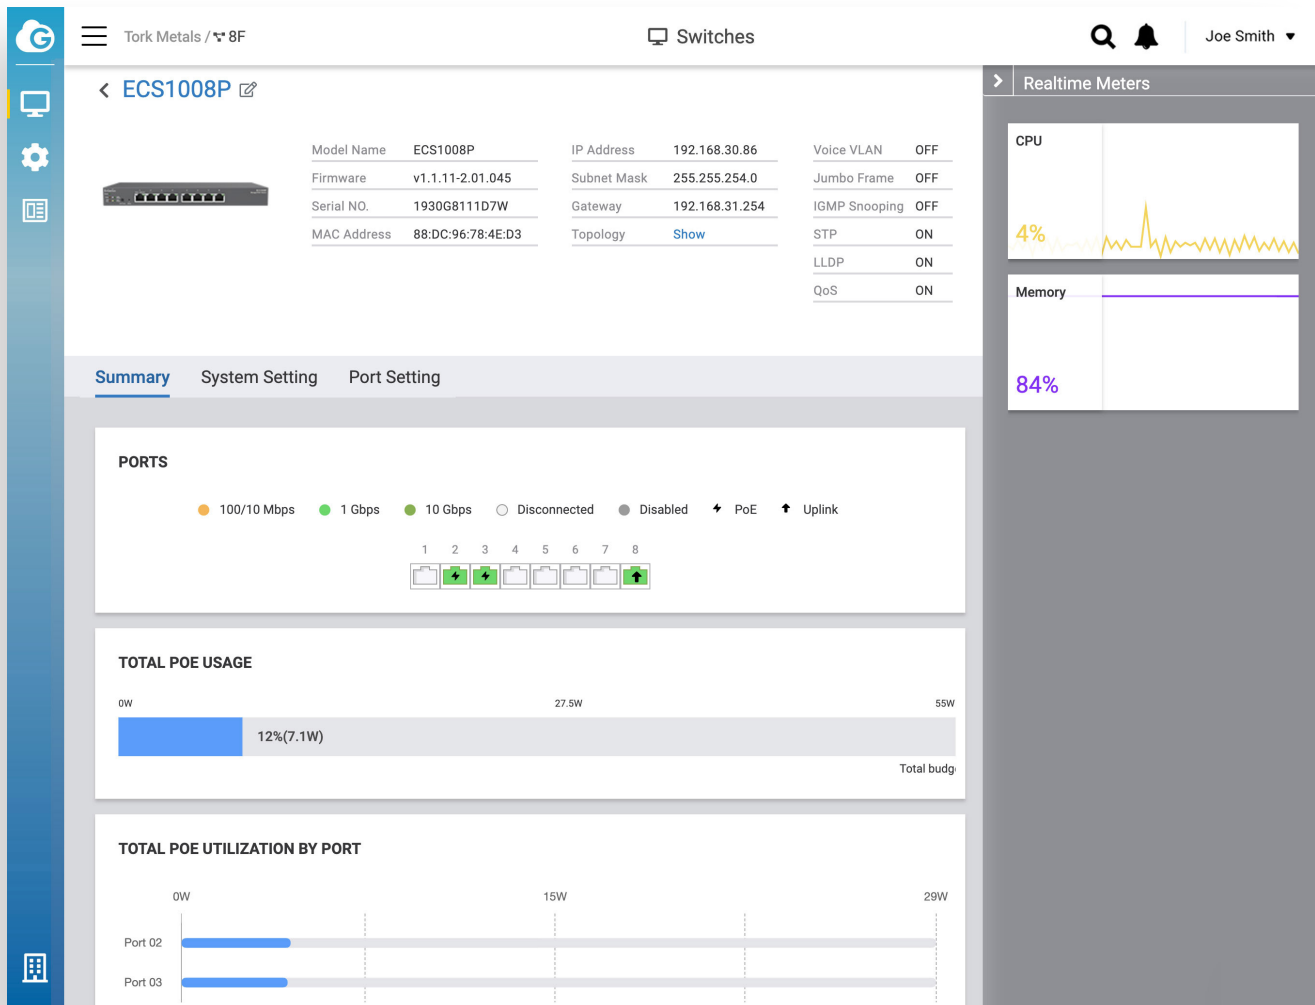 G
Tork Metals / 8F
Switches
Joe Smith
ECS1008P
Realtime Meters
Model Name ECS1008P
Firmware v1.1.11-2.01.045
Serial NO. 1930G8111D7W
MAC Address 88:DC:96:78:4E:D3
IP Address 192.168.30.86
Subnet Mask 255.255.254.0
Gateway 192.168.31.254
Topology Show
Voice VLAN OFF
Jumbo Frame OFF
IGMP Snooping OFF
STP ON
LLDP ON
QoS ON
CPU
4%
Memory
84%
Summary System Setting Port Setting
PORTS
100/10 Mbps 1 Gbps 10 Gbps Disconnected Disabled PoE Uplink
1 2 3 4 5 6 7 8
TOTAL POE USAGE
0W 27.5W 55W
12%(7.1W)
Total budg
TOTAL POE UTILIZATION BY PORT
0W 15W 29W
Port 02
Port 03